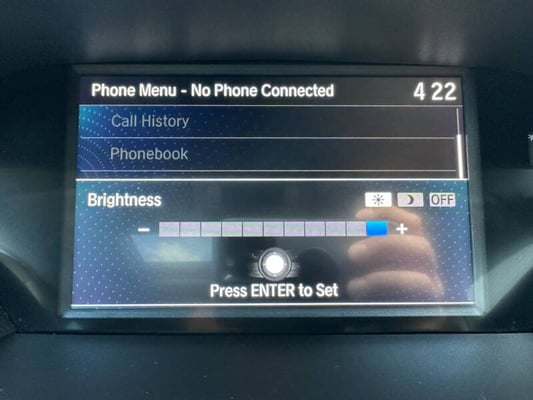 Phone Menu - No Phone Connected 4 22
Call History
Phonebook
Brightness OFF
− +
Press ENTER to Set